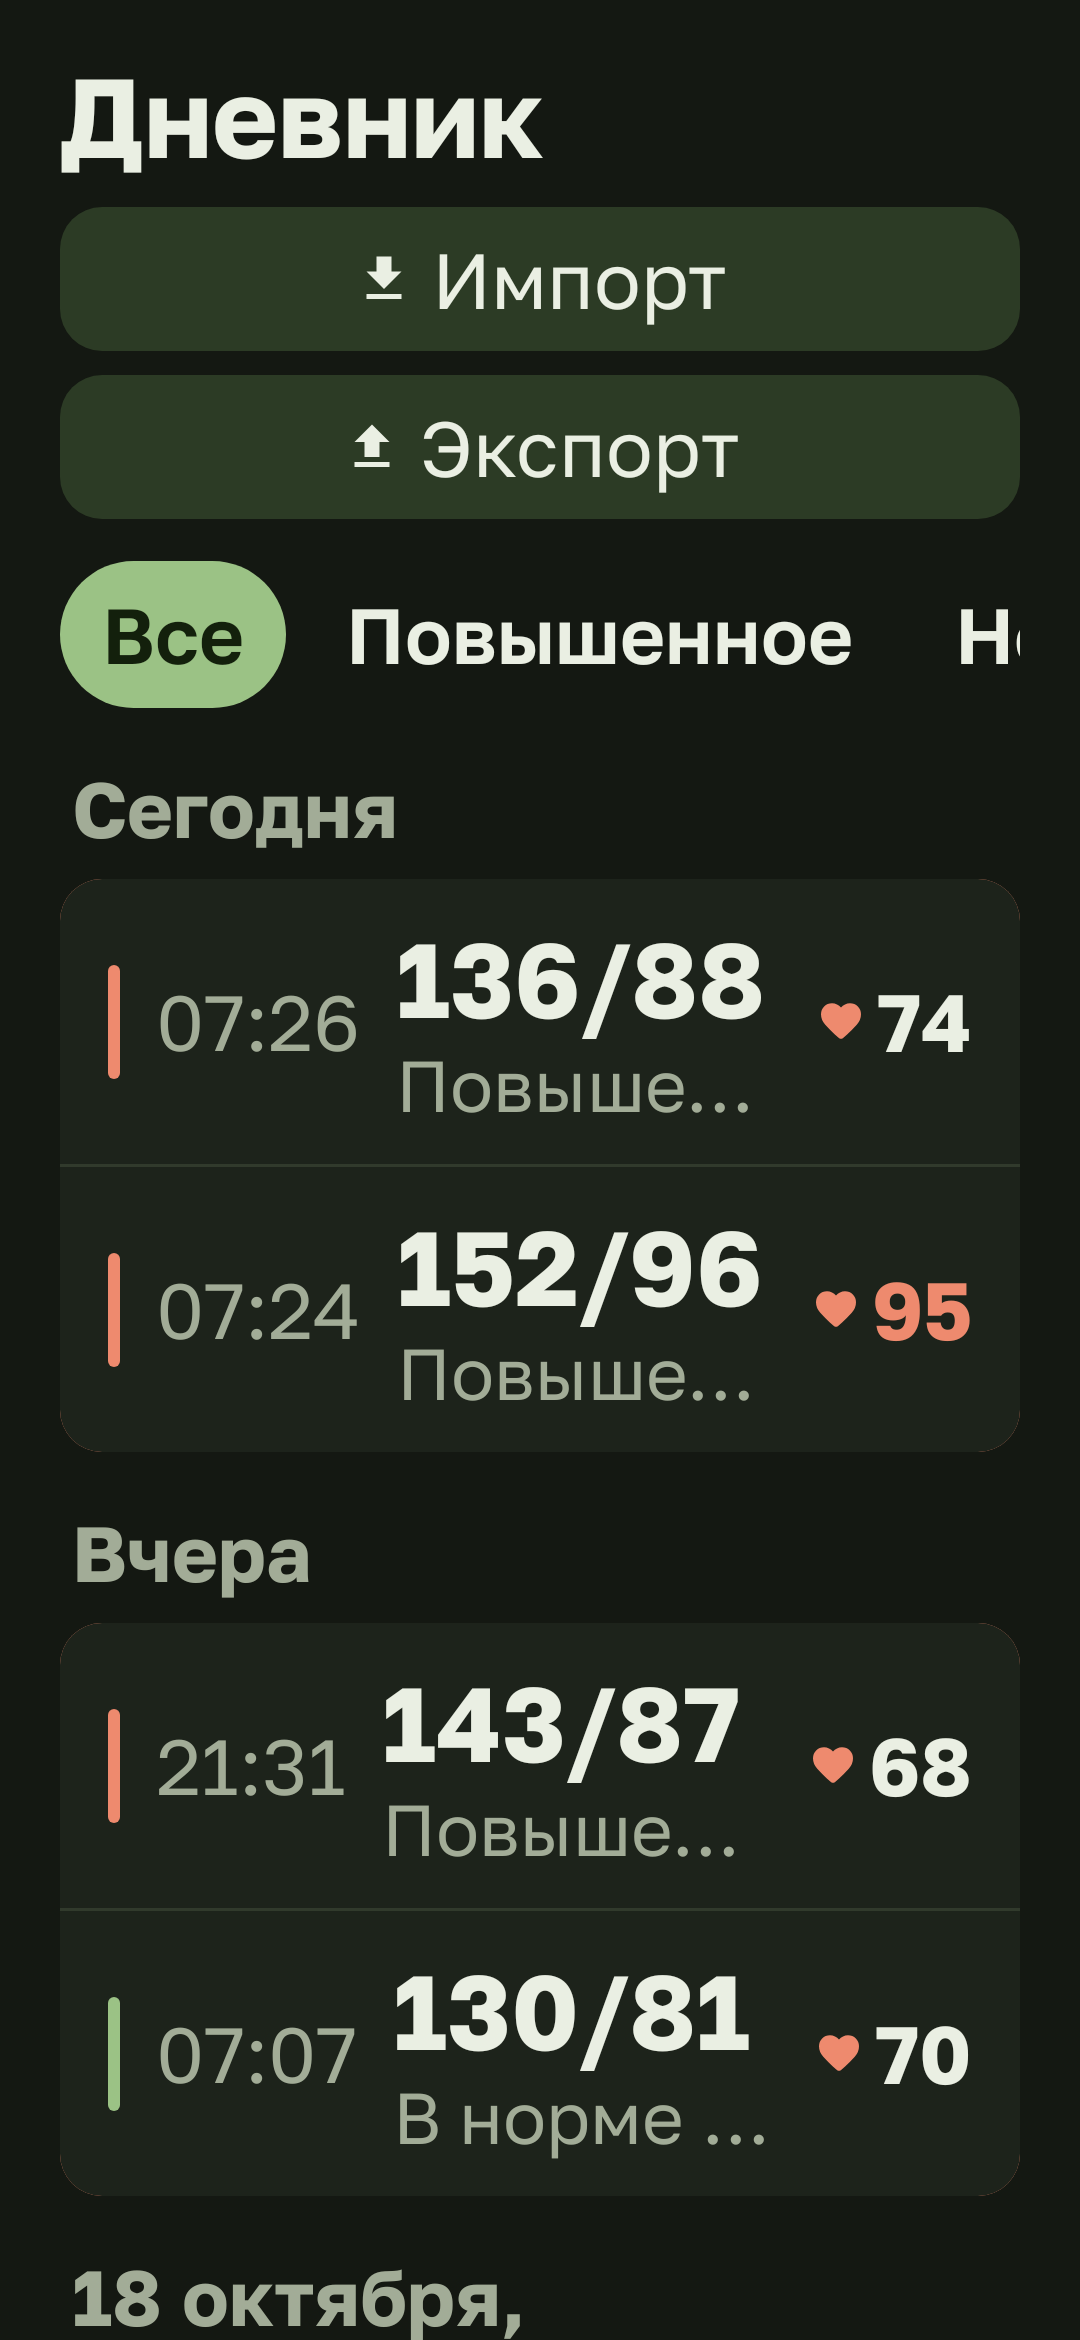 Дневник
Импорт
Экспорт
Все Повышенное
Сегодня
07:26 136/88 74
Повыше...
07:24 152/96 95
Повыше...
Вчера
21:31 143/87 68
Повыше...
07:07 130/81 70
В норме ...
18 октября,